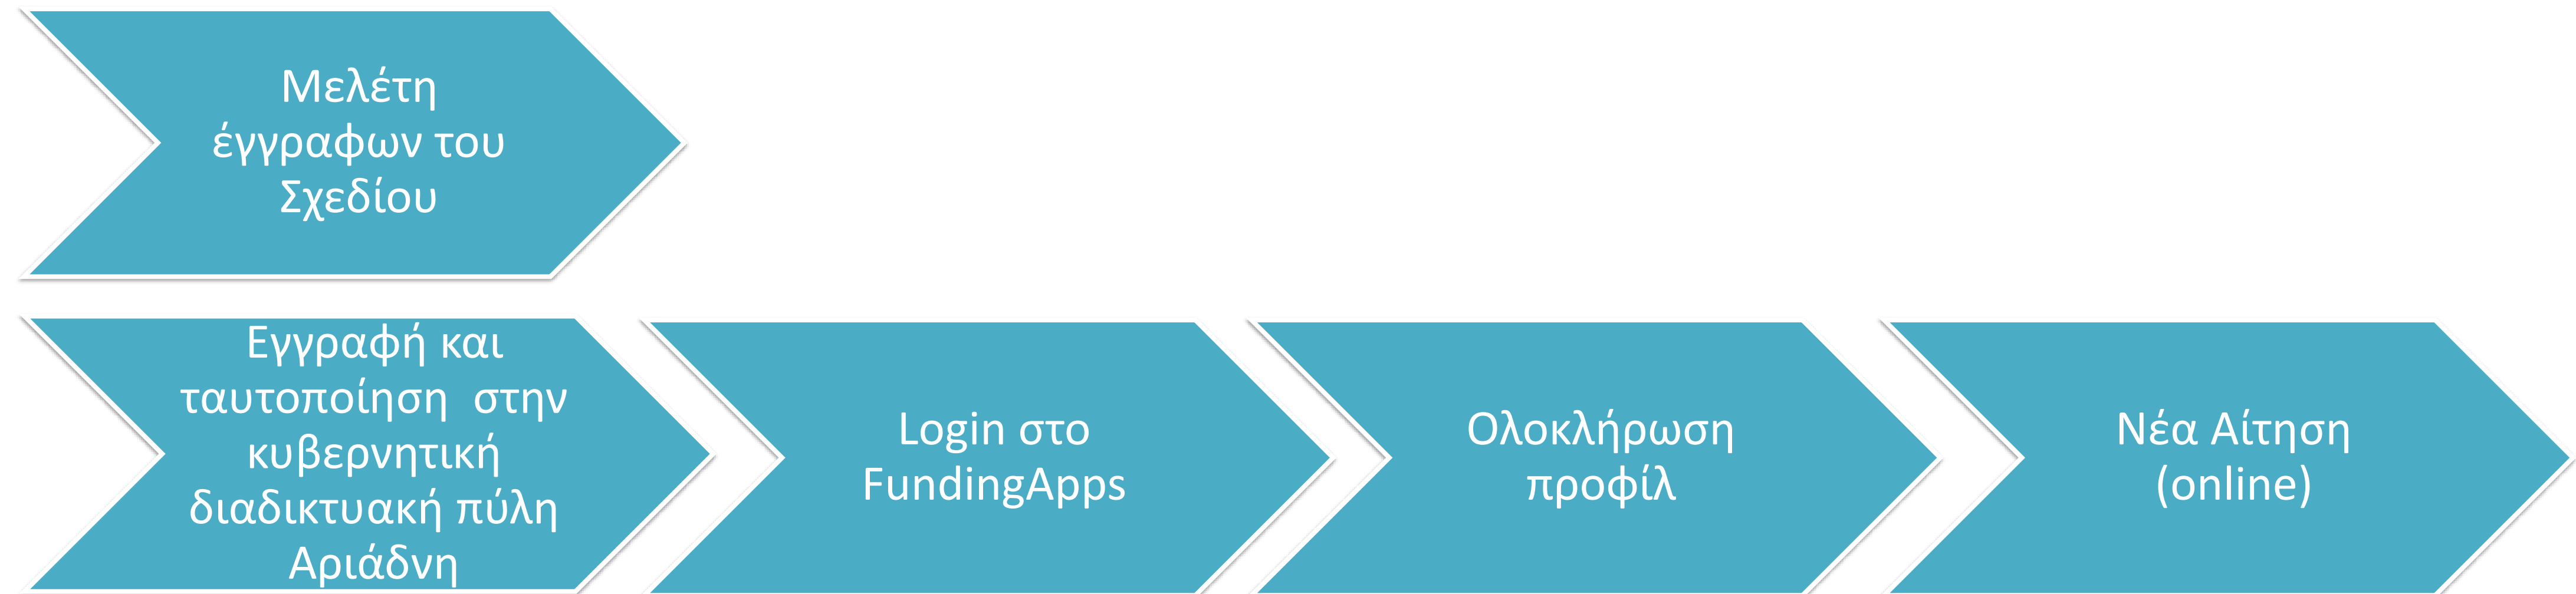 Μελέτη
έγγραφων του
Σχεδίου
Εγγραφή και
ταυτοποίηση  στην
κυβερνητική
διαδικτυακή πύλη
Αριάδνη
Login στο
FundingApps
Ολοκλήρωση
προφίλ
Νέα Αίτηση
(online)